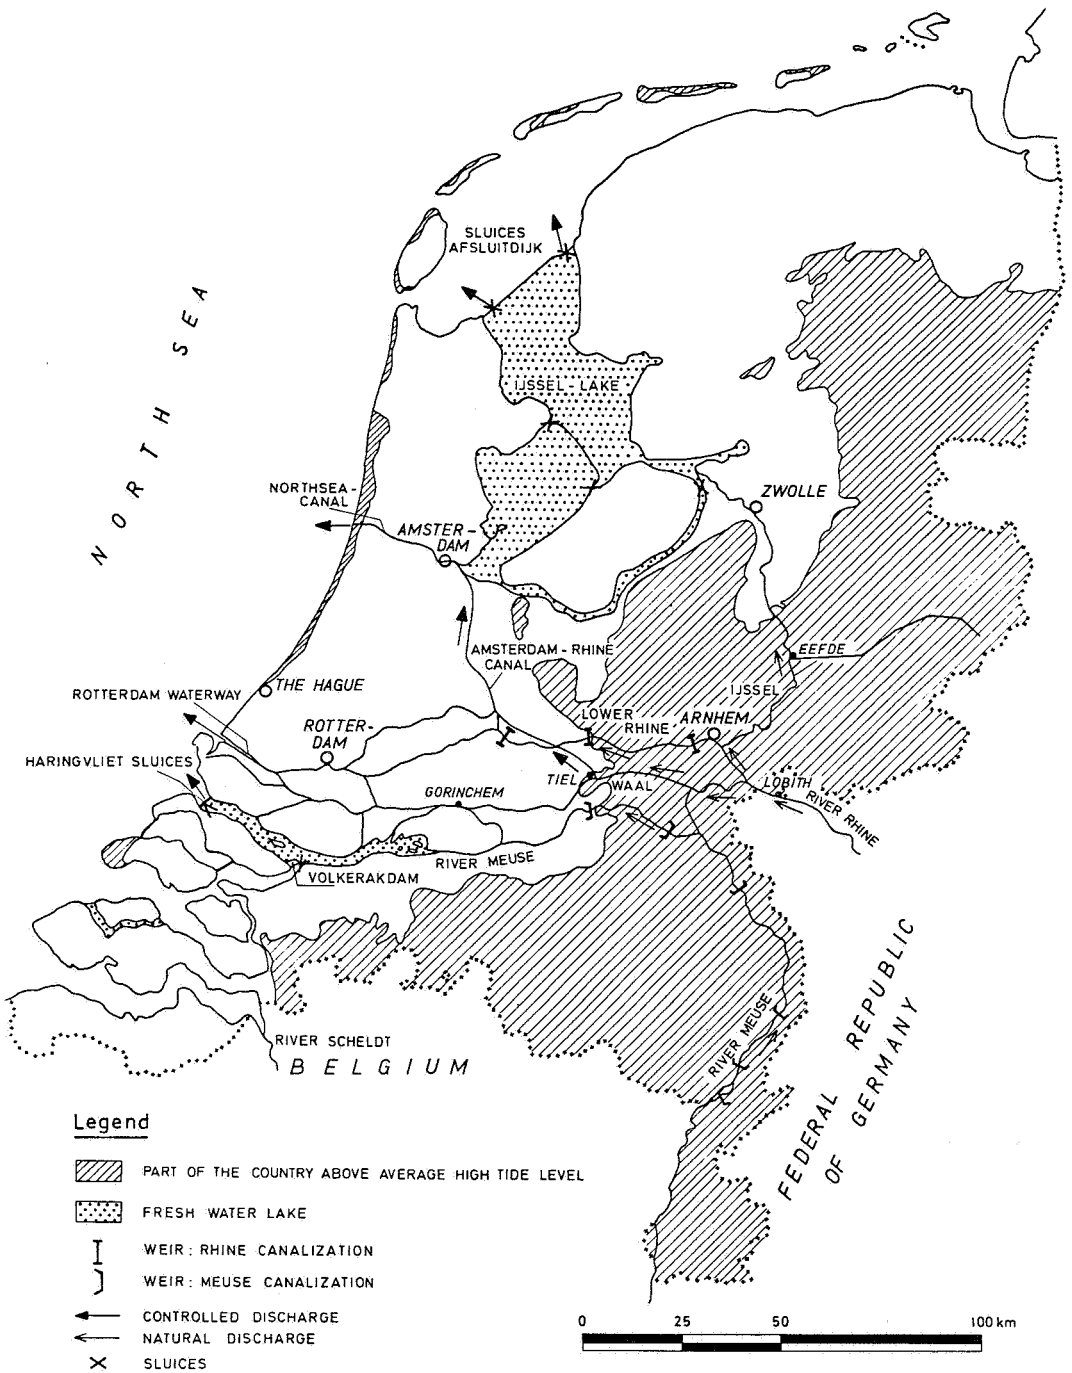 SLUICES
AFSLUITDIJK
NORTH SEA
IJSSEL-LAKE
NORTHSEA-
CANAL
AMSTER-
DAM
ZWOLLE
AMSTERDAM-RHINE
CANAL
EEFDE
IJSSEL
THE HAGUE
ROTTERDAM WATERWAY
LOWER
RHINE
ARNHEM
ROTTER-
DAM
HARINGVLIET SLUICES
TIEL
WAAL
LOBITH
RIVER RHINE
GORINCHEM
RIVER MEUSE
VOLKERAKDAM
RIVER MEUSE
FEDERAL REPUBLIC
OF GERMANY
RIVER SCHELDT
BELGIUM
Legend
PART OF THE COUNTRY ABOVE AVERAGE HIGH TIDE LEVEL
FRESH WATER LAKE
WEIR: RHINE CANALIZATION
WEIR: MEUSE CANALIZATION
CONTROLLED DISCHARGE
NATURAL DISCHARGE
SLUICES
0 25 50 100 km